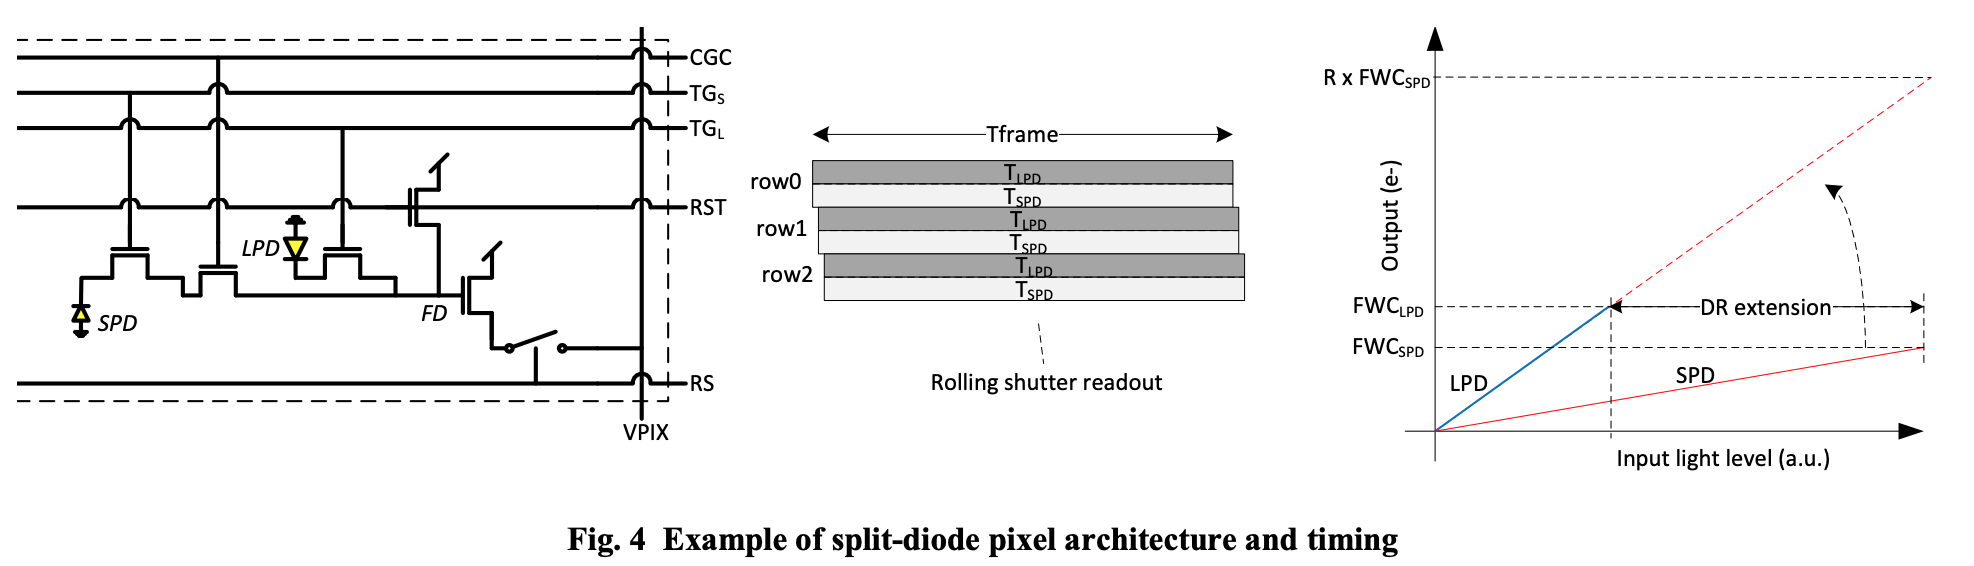 CGC
TGS
TGL
RST
LPD
SPD
FD
RS
VPIX
Tframe
row0
TLPD
TSPD
row1
TLPD
TSPD
row2
TLPD
TSPD
Rolling shutter readout
R x FWCSPD
Output (e-)
FWCLPD
DR extension
FWCSPD
LPD
SPD
Input light level (a.u.)
Fig. 4 Example of split-diode pixel architecture and timing